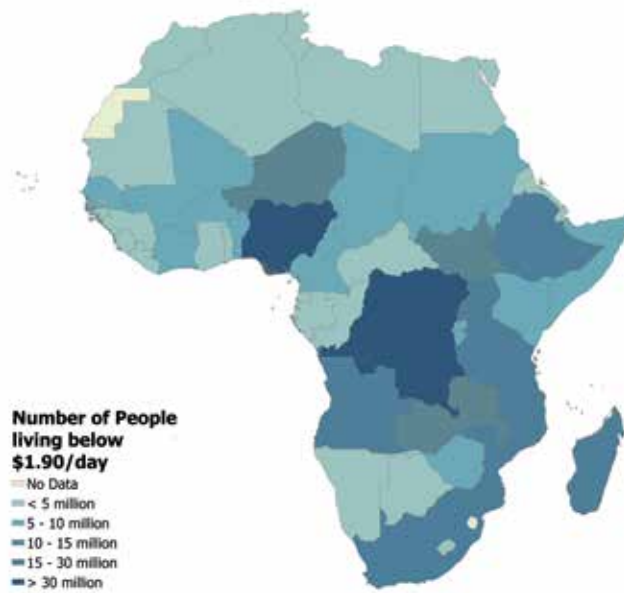 Number of People
living below
$1.90/day
No Data
< 5 million
5 - 10 million
10 - 15 million
15 - 30 million
> 30 million